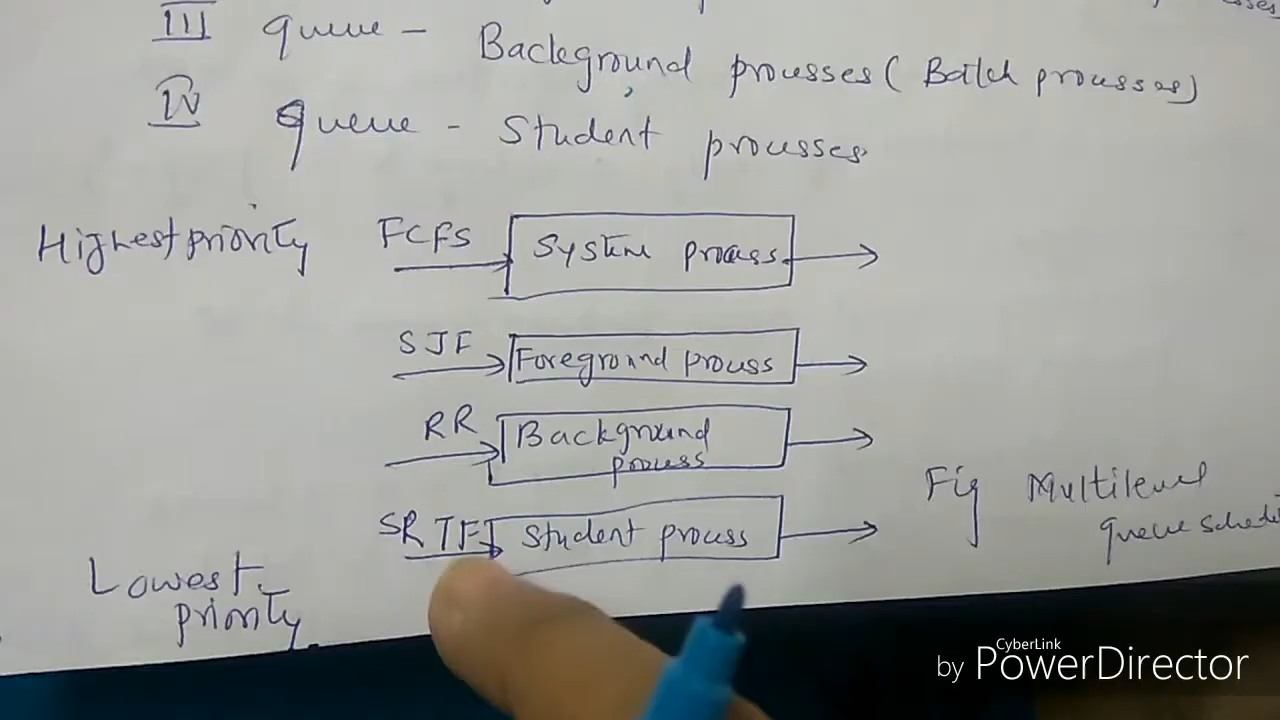 III queue - Background processes (Batch processes)
IV queue - Student processes
Highest priority FCFS System process
SJF Foreground process
RR Background
process
Fig Multilevel
queue schedu
SRTF Student process
Lowest
priority
CyberLink
by PowerDirector